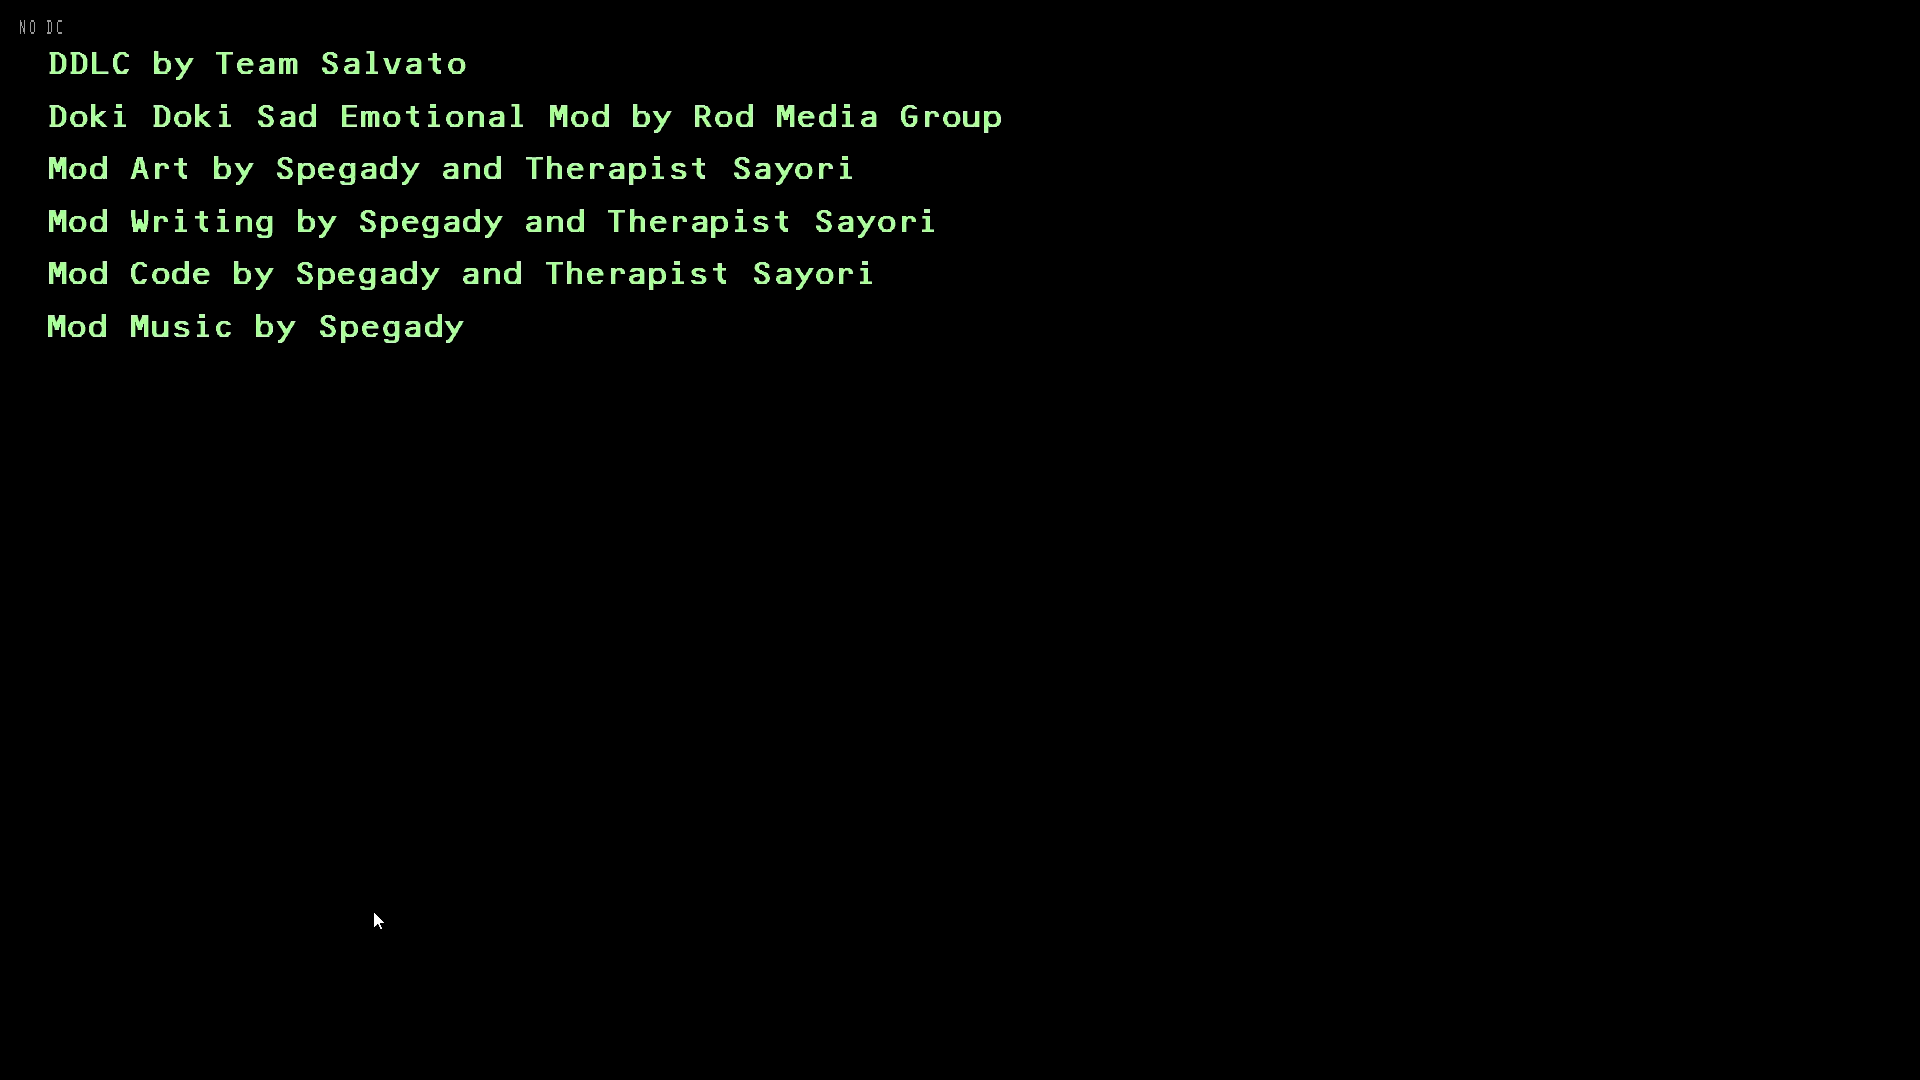 NO DC
DDLC by Team Salvato
Doki Doki Sad Emotional Mod by Rod Media Group
Mod Art by Spegady and Therapist Sayori
Mod Writing by Spegady and Therapist Sayori
Mod Code by Spegady and Therapist Sayori
Mod Music by Spegady